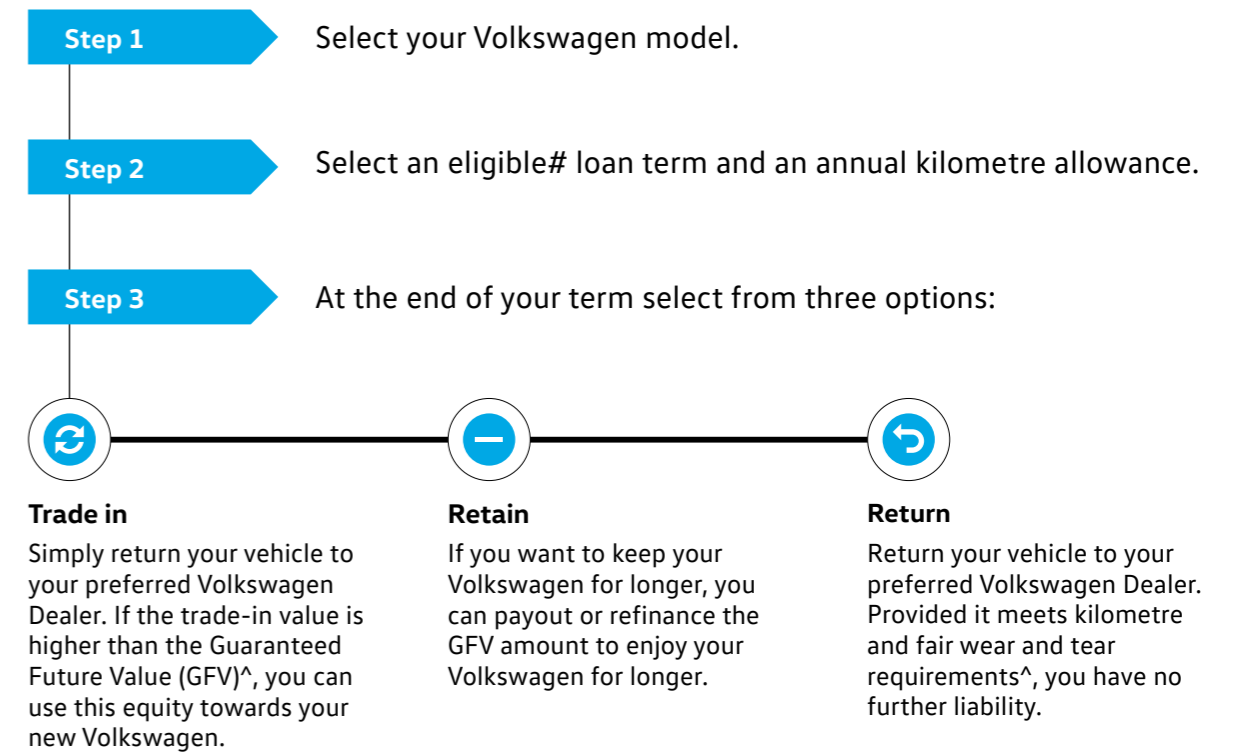 Step 1
Select your Volkswagen model.
Step 2
Select an eligible# loan term and an annual kilometre allowance.
Step 3
At the end of your term select from three options:
Trade in
Simply return your vehicle to
your preferred Volkswagen
Dealer. If the trade-in value is
higher than the Guaranteed
Future Value (GFV)^, you can
use this equity towards your
new Volkswagen.
Retain
If you want to keep your
Volkswagen for longer, you
can payout or refinance the
GFV amount to enjoy your
Volkswagen for longer.
Return
Return your vehicle to your
preferred Volkswagen Dealer.
Provided it meets kilometre
and fair wear and tear
requirements^, you have no
further liability.